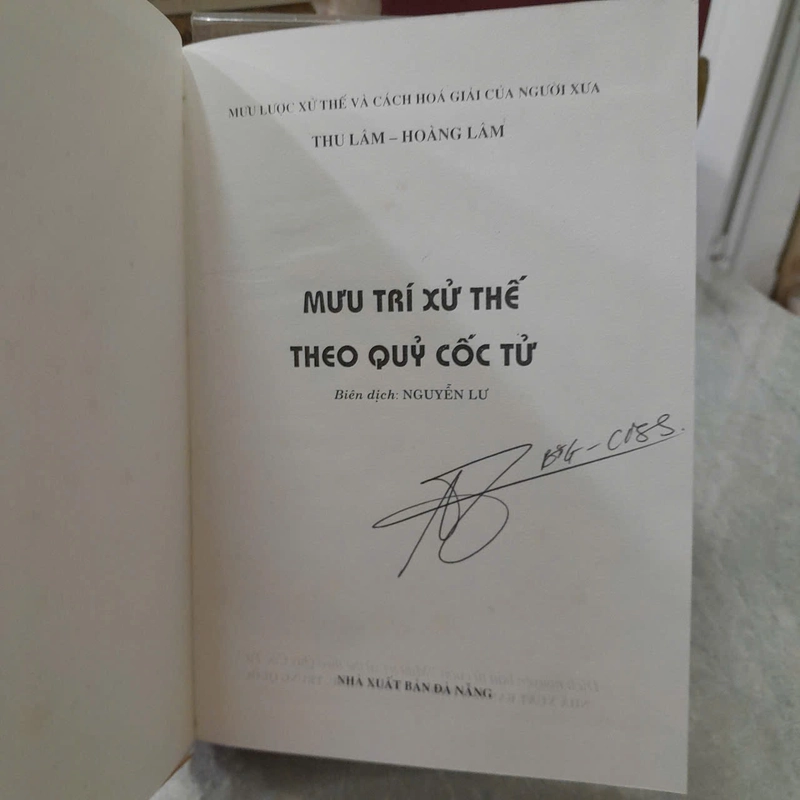 MƯU LƯỢC XỬ THẾ VÀ CÁCH HOÁ GIẢI CỦA NGƯỜI XƯA
THU LÂM – HOÀNG LÂM
MƯU TRÍ XỬ THẾ
THEO QUỶ CỐC TỬ
Biên dịch: NGUYỄN LƯ
NHÀ XUẤT BẢN ĐÀ NẴNG